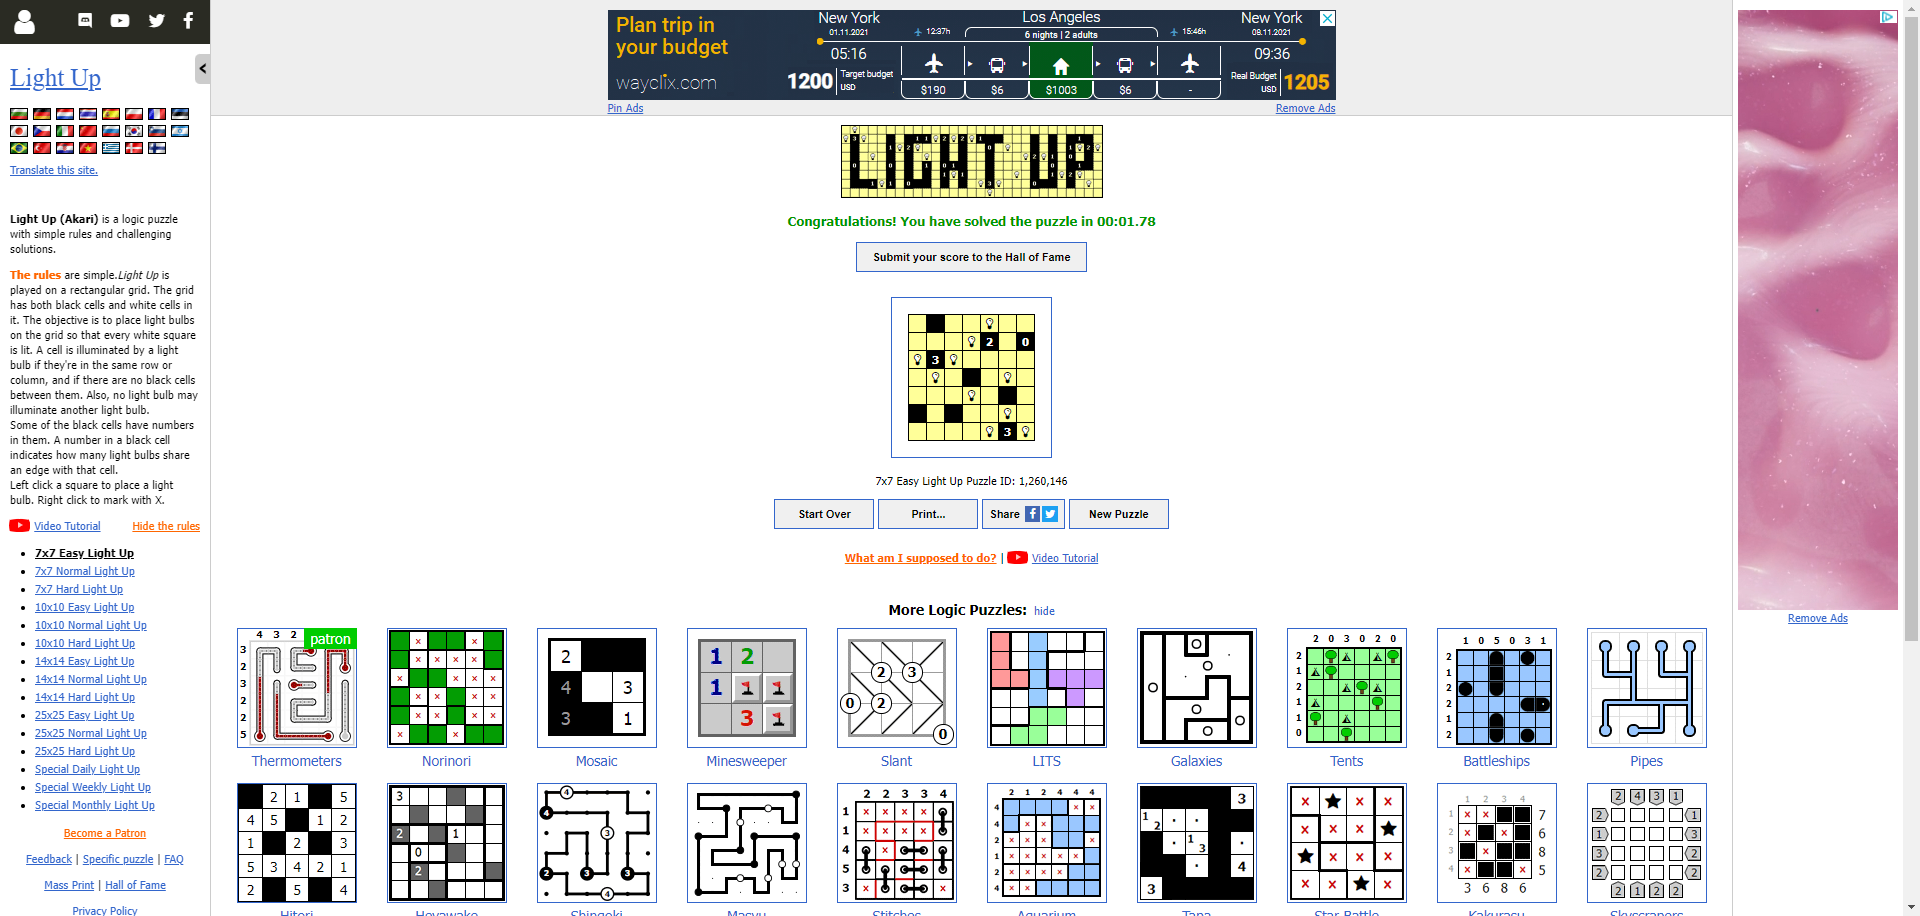 Light Up
Translate this site.
Light Up (Akari) is a logic puzzle
with simple rules and challenging
solutions.
The rules are simple.Light Up is
played on a rectangular grid. The grid
has both black cells and white cells in
it. The objective is to place light bulbs
on the grid so that every white square
is lit. A cell is illuminated by a light
bulb if they're in the same row or
column, and if there are no black cells
between them. Also, no light bulb may
illuminate another light bulb.
Some of the black cells have numbers
in them. A number in a black cell
indicates how many light bulbs share
an edge with that cell.
Left click a square to place a light
bulb. Right click to mark with X.
Video Tutorial Hide the rules
7x7 Easy Light Up
7x7 Normal Light Up
7x7 Hard Light Up
10x10 Easy Light Up
10x10 Normal Light Up
10x10 Hard Light Up
14x14 Easy Light Up
14x14 Normal Light Up
14x14 Hard Light Up
25x25 Easy Light Up
25x25 Normal Light Up
25x25 Hard Light Up
Special Daily Light Up
Special Weekly Light Up
Special Monthly Light Up
Become a Patron
Feedback | Specific puzzle | FAQ
Mass Print | Hall of Fame
Privacy Policy
Plan trip in
your budget
wayclix.com
New York
01.11.2021
05:16
12:37h
Los Angeles
6 nights | 2 adults
15:46h
New York
08.11.2021
09:36
1200 Target budget
USD
$190 $6 $1003 $6 -
Real Budget
USD 1205
Pin Ads Remove Ads
LIGHT UP
Congratulations! You have solved the puzzle in 00:01.78
Submit your score to the Hall of Fame
2 0
3
3
7x7 Easy Light Up Puzzle ID: 1,260,146
Start Over Print... Share New Puzzle
What am I supposed to do? | Video Tutorial
More Logic Puzzles: hide
patron
Thermometers Norinori Mosaic Minesweeper Slant LITS Galaxies Tents Battleships Pipes
Hitori Heyawake Shingoki Masyu Stitches Aquarium Tapa Star Battle Kakurasu Skyscrapers
Remove Ads